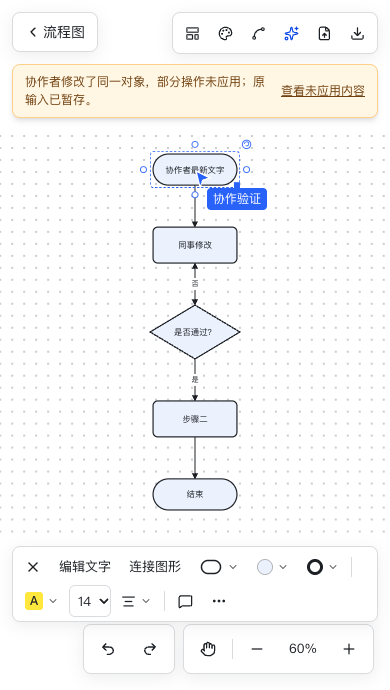 流程图
协作者修改了同一对象，部分操作未应用；原
输入已暂存。
查看未应用内容
协作者最新文字
协作验证
同事修改
否
是否通过?
是
步骤二
结束
编辑文字
连接图形
A
14
60%